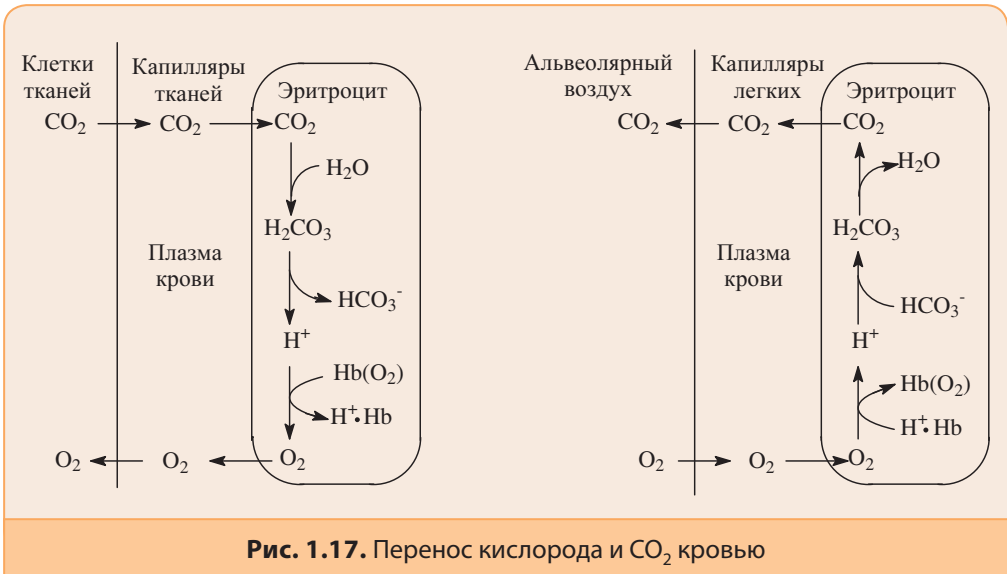 Клетки
тканей
Капилляры
тканей
Эритроцит
CO₂
CO₂
CO₂
H₂O
H₂CO₃
Плазма
крови
HCO₃⁻
H⁺
Hb(O₂)
H⁺•Hb
O₂
O₂
O₂
Альвеолярный
воздух
Капилляры
легких
Эритроцит
CO₂
CO₂
CO₂
H₂O
H₂CO₃
Плазма
крови
HCO₃⁻
H⁺
Hb(O₂)
H⁺•Hb
O₂
O₂
O₂
Рис. 1.17. Перенос кислорода и CO₂ кровью